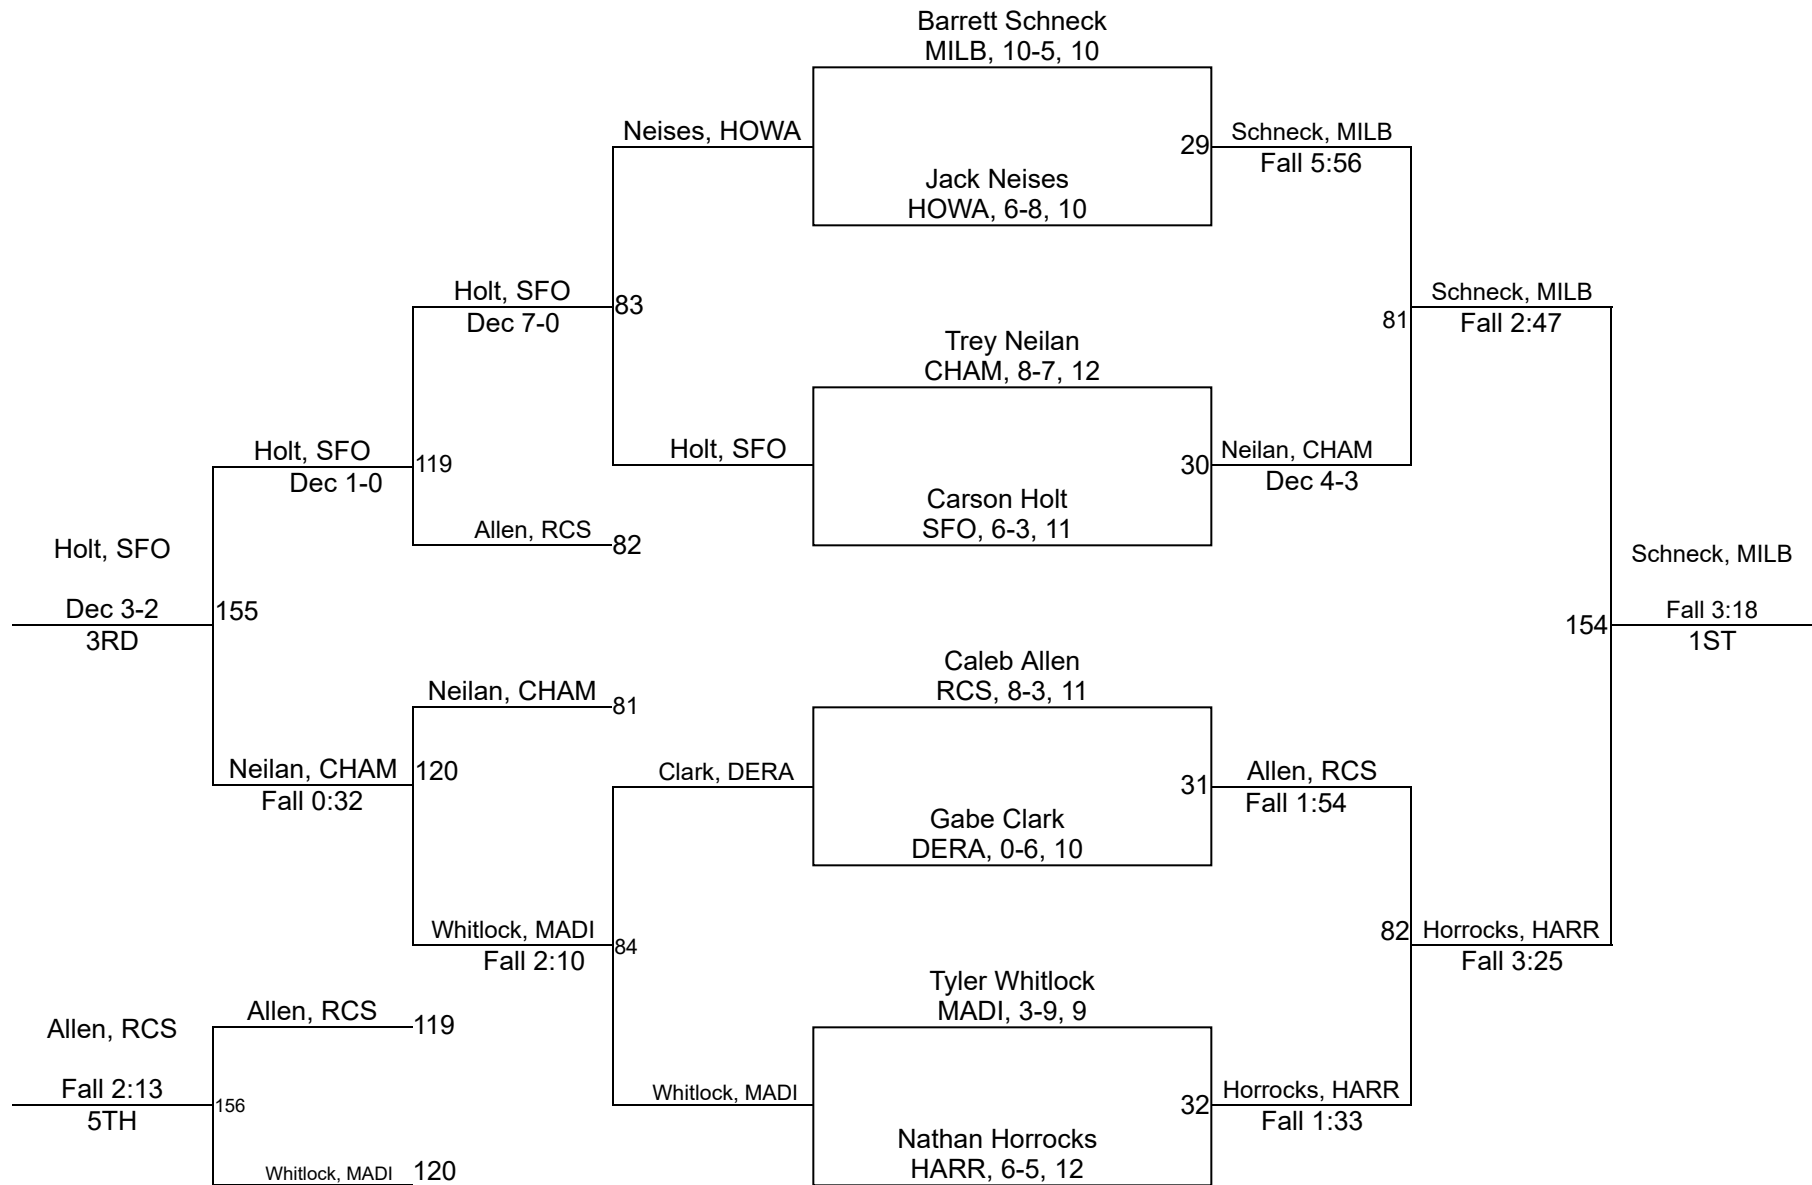 Barrett Schneck
MILB, 10-5, 10
Neises, HOWA
29
Schneck, MILB
Fall 5:56
Jack Neises
HOWA, 6-8, 10
Holt, SFO
Dec 7-0
83
Schneck, MILB
Fall 2:47
81
Trey Neilan
CHAM, 8-7, 12
Holt, SFO
Dec 1-0
119
Holt, SFO
30
Neilan, CHAM
Dec 4-3
Carson Holt
SFO, 6-3, 11
Allen, RCS
82
Holt, SFO
Dec 3-2
3RD
155
Schneck, MILB
Fall 3:18
1ST
154
Caleb Allen
RCS, 8-3, 11
Neilan, CHAM
81
Neilan, CHAM
Fall 0:32
120
Clark, DERA
31
Allen, RCS
Fall 1:54
Gabe Clark
DERA, 0-6, 10
Whitlock, MADI
Fall 2:10
84
82
Horrocks, HARR
Fall 3:25
Tyler Whitlock
MADI, 3-9, 9
Allen, RCS
119
Allen, RCS
Fall 2:13
5TH
156
Whitlock, MADI
32
Horrocks, HARR
Fall 1:33
Nathan Horrocks
HARR, 6-5, 12
Whitlock, MADI
120